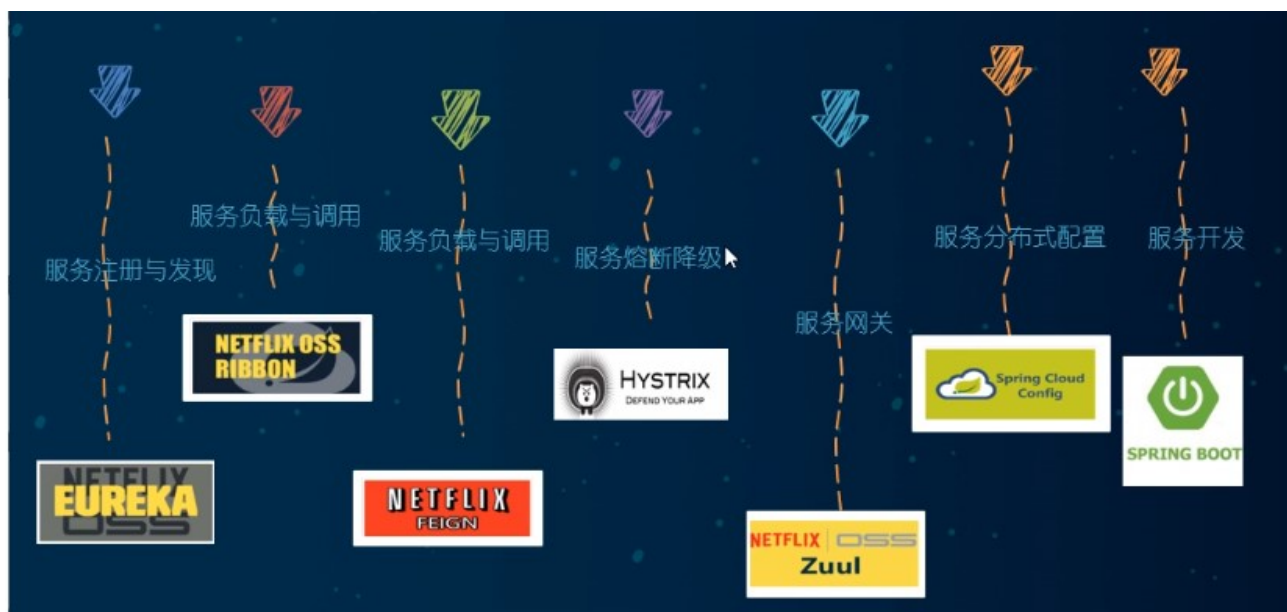 服务注册与发现
NETFLIX
EUREKA
OSS
服务负载与调用
NETFLIX OSS
RIBBON
服务负载与调用
NETFLIX
FEIGN
服务熔断降级
HYSTRIX
DEFEND YOUR APP
服务网关
NETFLIX OSS
Zuul
服务分布式配置
Spring Cloud
Config
服务开发
SPRING BOOT